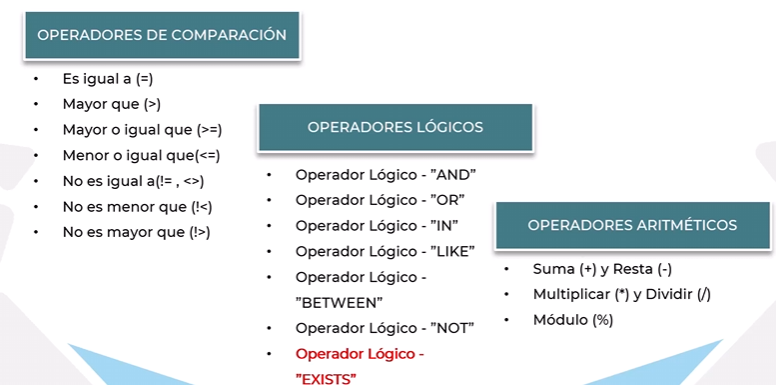 OPERADORES DE COMPARACIÓN
• Es igual a (=)
• Mayor que (>)
• Mayor o igual que (>=)
• Menor o igual que(<=)
• No es igual a(!= , <>)
• No es menor que (!<)
• No es mayor que (!>)
OPERADORES LÓGICOS
• Operador Lógico - ”AND”
• Operador Lógico - ”OR”
• Operador Lógico - ”IN”
• Operador Lógico - ”LIKE”
• Operador Lógico -
”BETWEEN”
• Operador Lógico - ”NOT”
• Operador Lógico -
”EXISTS”
OPERADORES ARITMÉTICOS
• Suma (+) y Resta (-)
• Multiplicar (*) y Dividir (/)
• Módulo (%)